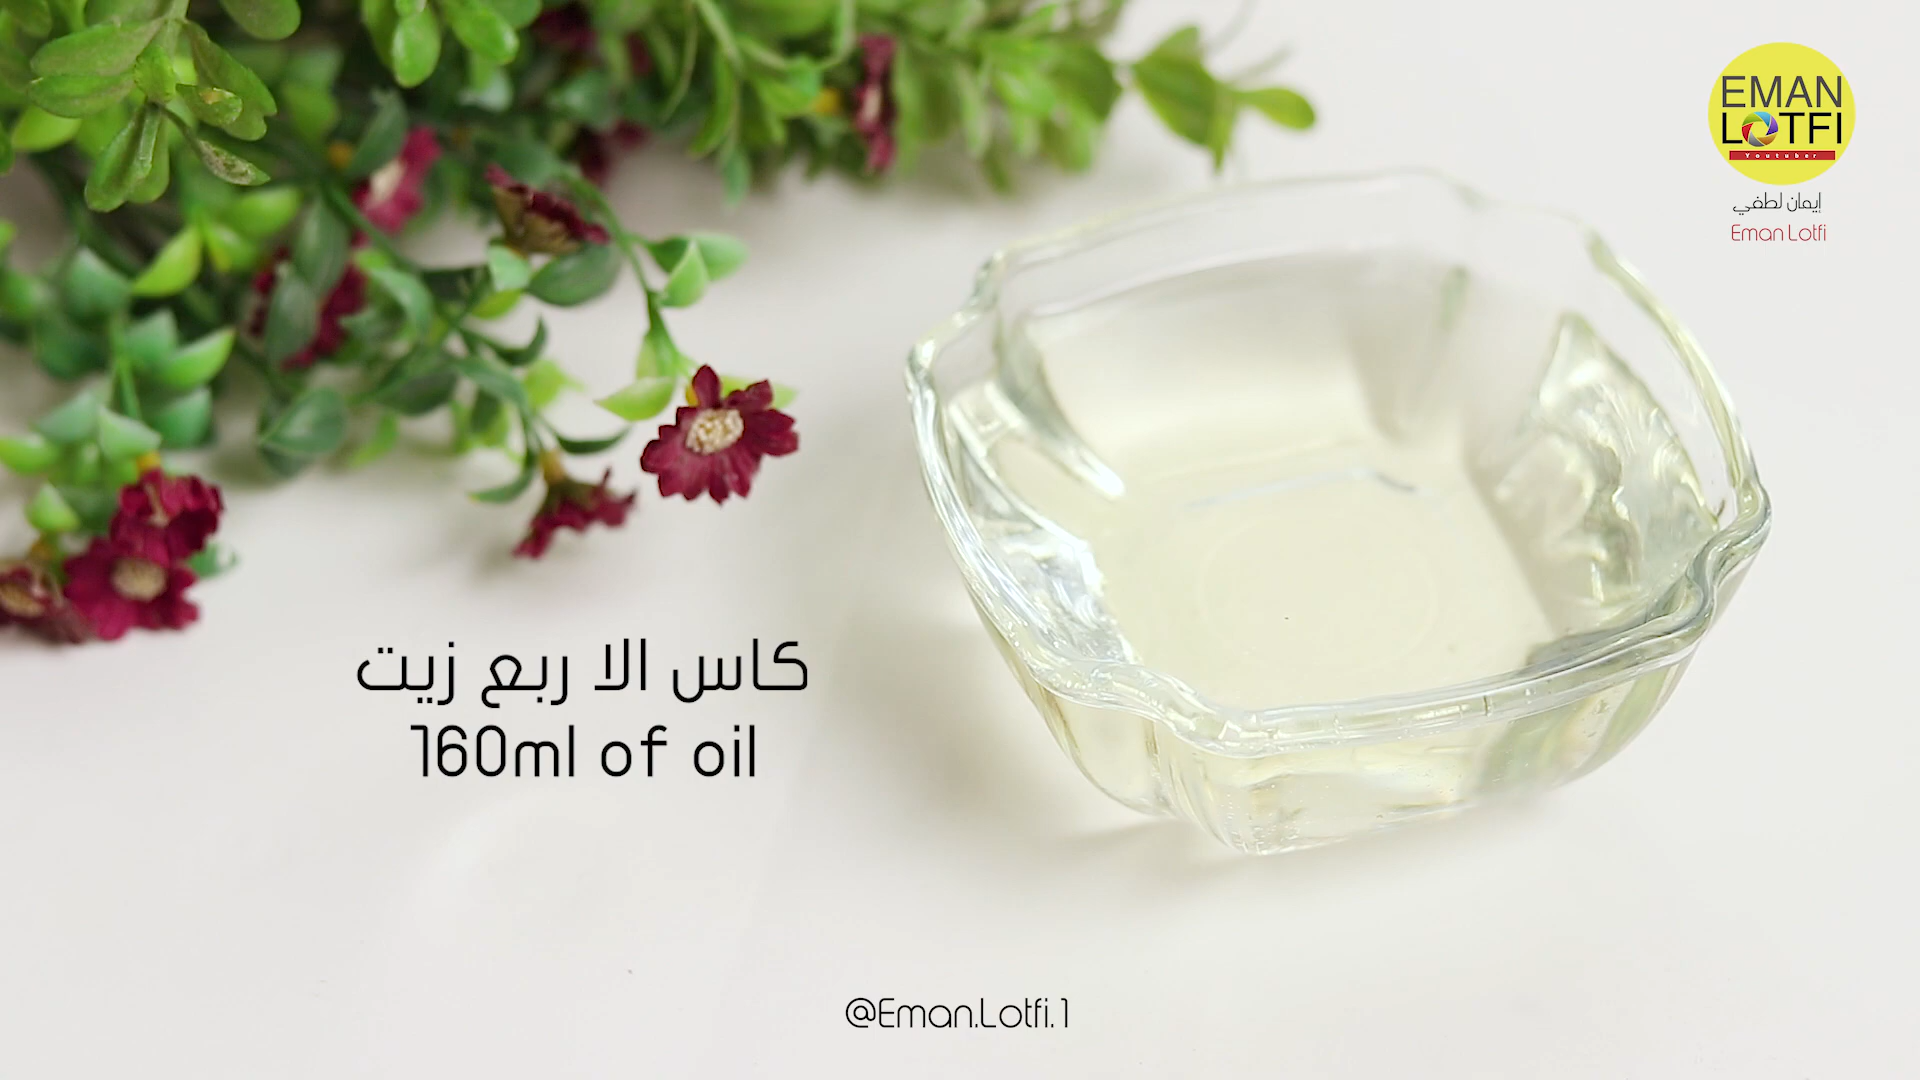 EMAN
LOTFI
Youtuber
إيمان لطفي
Eman Lotfi
كاس الا ربع زيت
160ml of oil
@Eman.Lotfi.1